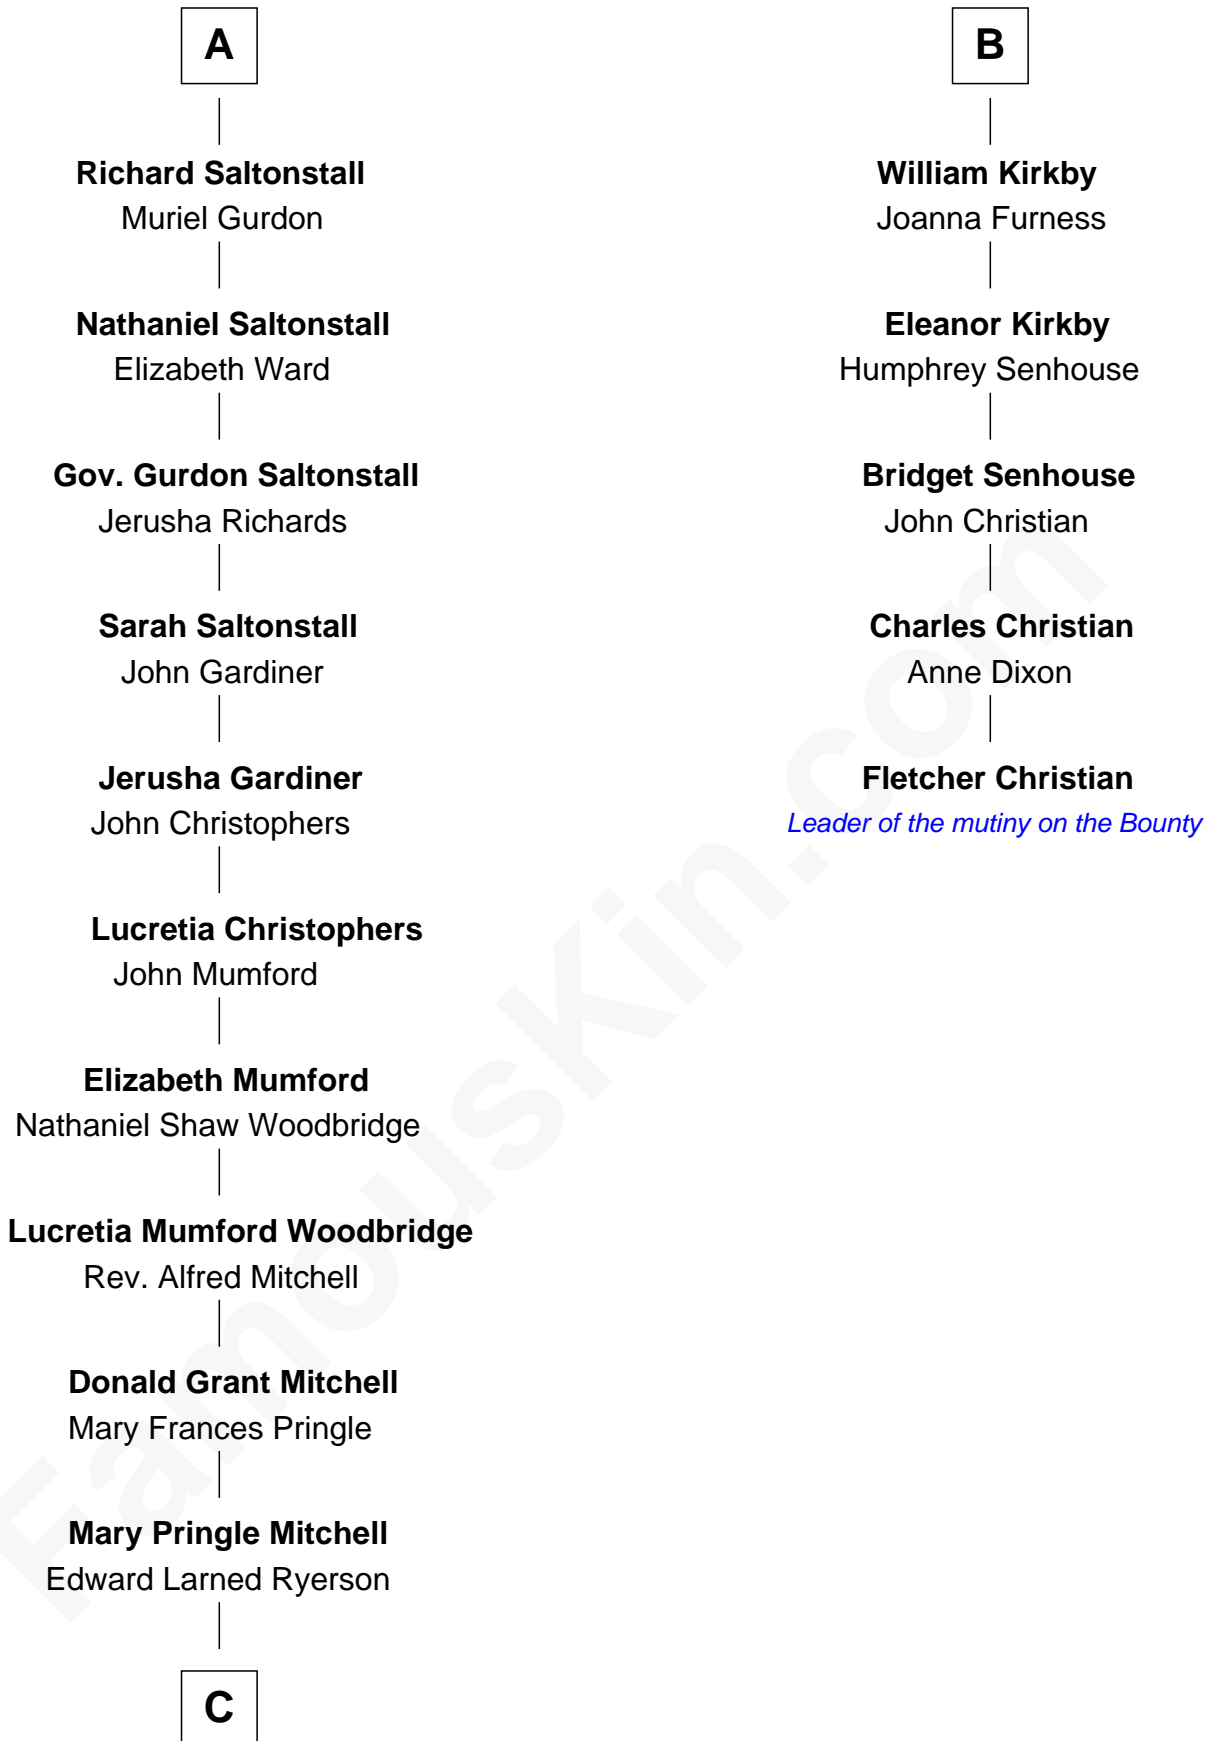 A
Richard Saltonstall
Muriel Gurdon
Nathaniel Saltonstall
Elizabeth Ward
Gov. Gurdon Saltonstall
Jerusha Richards
Sarah Saltonstall
John Gardiner
Jerusha Gardiner
John Christophers
Lucretia Christophers
John Mumford
Elizabeth Mumford
Nathaniel Shaw Woodbridge
Lucretia Mumford Woodbridge
Rev. Alfred Mitchell
Donald Grant Mitchell
Mary Frances Pringle
Mary Pringle Mitchell
Edward Larned Ryerson
C
B
William Kirkby
Joanna Furness
Eleanor Kirkby
Humphrey Senhouse
Bridget Senhouse
John Christian
Charles Christian
Anne Dixon
Fletcher Christian
Leader of the mutiny on the Bounty
FamousKin.com